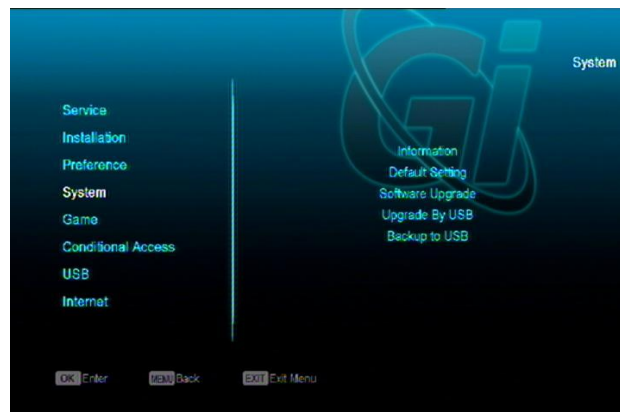 System
Service
Installation
Preference
System
Game
Conditional Access
USB
Internet
Information
Default Setting
Software Upgrade
Upgrade By USB
Backup to USB
OK Enter MENU Back EXIT Exit Menu